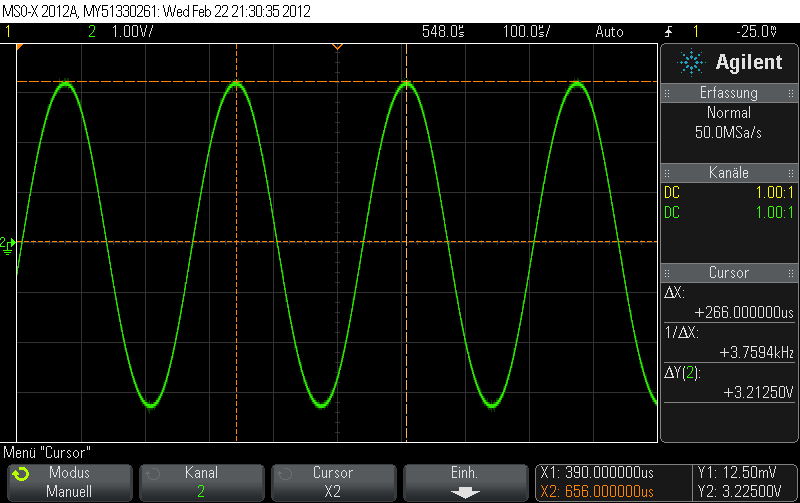 MSO-X 2012A, MY51330261: Wed Feb 22 21:30:35 2012
1 2 1.00V/ 548.0s 100.0s/ Auto 1 -25.0V
Agilent
Erfassung
Normal
50.0MSa/s
Kanäle
DC 1.00:1
DC 1.00:1
Cursor
ΔX:
+266.000000us
1/ΔX:
+3.7594kHz
ΔY(2):
+3.21250V
2
Menü "Cursor"
Modus
Manuell
Kanal
2
Cursor
X2
Einh.
X1: 390.000000us
X2: 656.000000us
Y1: 12.50mV
Y2: 3.22500V